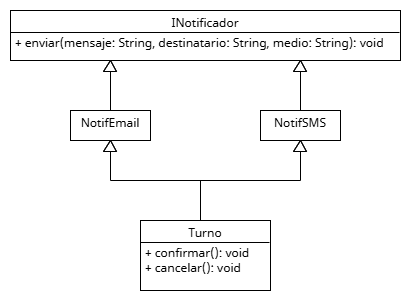 INotificador
+ enviar(mensaje: String, destinatario: String, medio: String): void
NotifEmail
NotifSMS
Turno
+ confirmar(): void
+ cancelar(): void